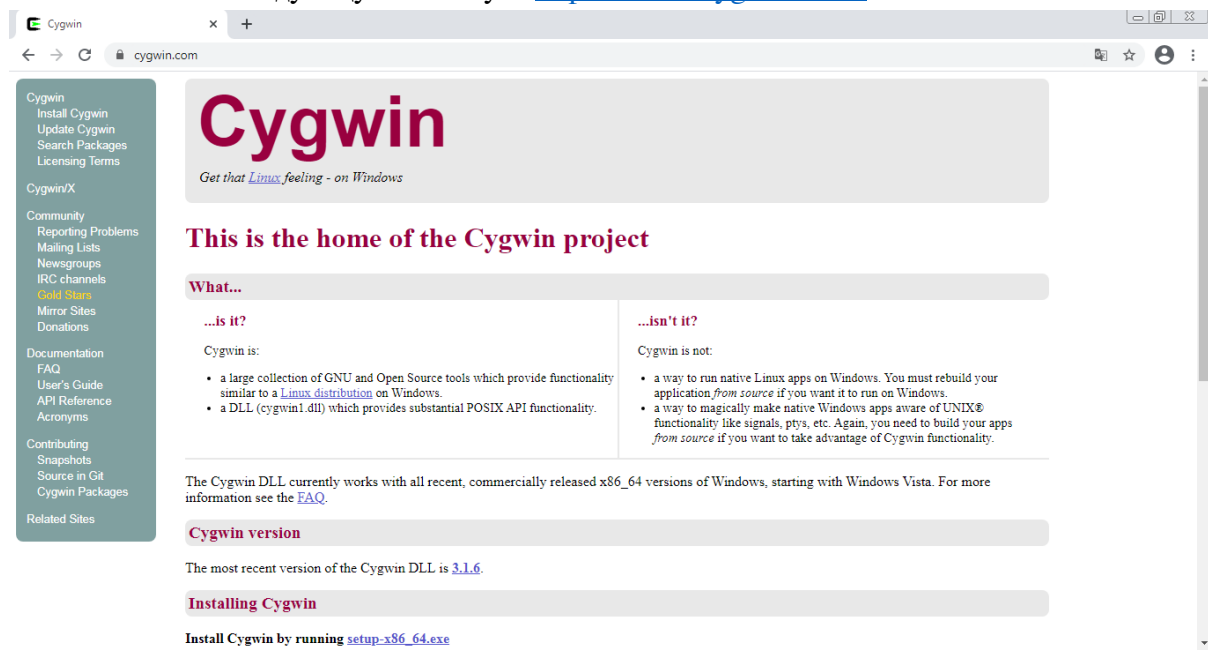 Cygwin
cygwin.com
Cygwin
Install Cygwin
Update Cygwin
Search Packages
Licensing Terms
Cygwin/X
Community
Reporting Problems
Mailing Lists
Newsgroups
IRC channels
Gold Stars
Mirror Sites
Donations
Documentation
FAQ
User's Guide
API Reference
Acronyms
Contributing
Snapshots
Source in Git
Cygwin Packages
Related Sites
Cygwin
Get that Linux feeling - on Windows
This is the home of the Cygwin project
What...
...is it?
Cygwin is:
• a large collection of GNU and Open Source tools which provide functionality
similar to a Linux distribution on Windows.
• a DLL (cygwin1.dll) which provides substantial POSIX API functionality.
...isn't it?
Cygwin is not:
• a way to run native Linux apps on Windows. You must rebuild your
application from source if you want it to run on Windows.
• a way to magically make native Windows apps aware of UNIX®
functionality like signals, ptys, etc. Again, you need to build your apps
from source if you want to take advantage of Cygwin functionality.
The Cygwin DLL currently works with all recent, commercially released x86_64 versions of Windows, starting with Windows Vista. For more
information see the FAQ.
Cygwin version
The most recent version of the Cygwin DLL is 3.1.6.
Installing Cygwin
Install Cygwin by running setup-x86_64.exe